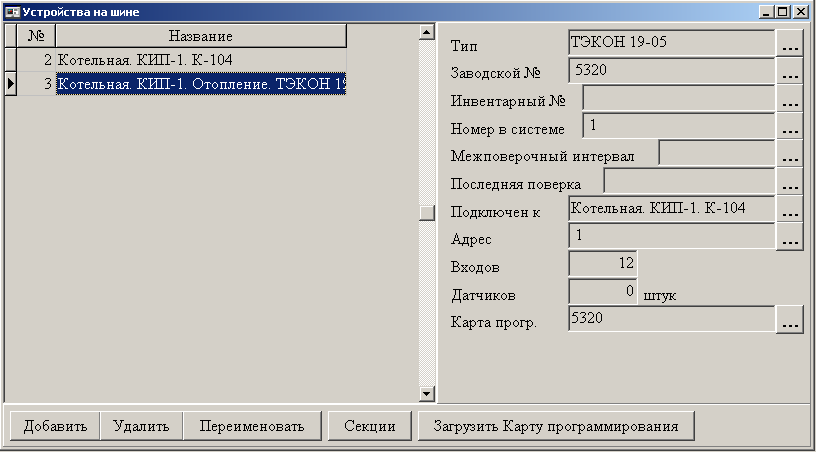 Устройства на шине
№ Название
2 Котельная. КИП-1. К-104
3 Котельная. КИП-1. Отопление. ТЭКОН 19
Тип ТЭКОН 19-05 ...
Заводской № 5320 ...
Инвентарный № ...
Номер в системе 1 ...
Межповерочный интервал ...
Последняя поверка ...
Подключен к Котельная. КИП-1. К-104 ...
Адрес 1 ...
Входов 12
Датчиков 0 штук
Карта прогр. 5320 ...
Добавить Удалить Переименовать Секции Загрузить Карту программирования